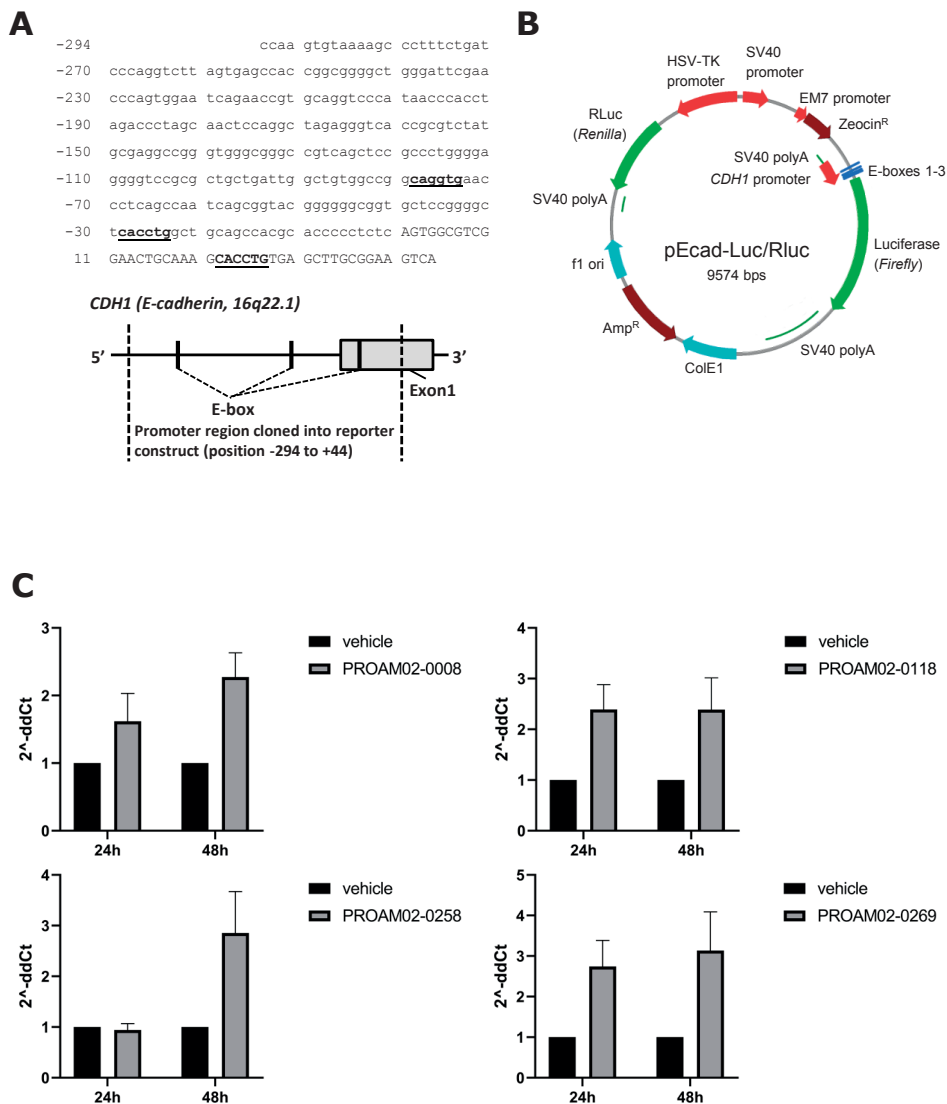 A
-294 ccaa gtgtaaaagc cctttctgat
-270 cccaggtctt agtgagccac cggcggggct gggattcgaa
-230 cccagtggaa tcagaaccgt gcaggtccca taacccacct
-190 agaccctagc aactccaggc tagagggtca ccgcgtctat
-150 gcgaggccgg gtgggcgggc cgtcagctcc gccctgggga
-110 ggggtccgcg ctgctgattg gctgtggccg gcaggtgaac
-70 cctcagccaa tcagcggtac ggggggcggt gctccggggc
-30 tcacctggct gcagccacgc accccctctc AGTGGCGTCG
11 GAACTGCAAA GCACCTGTGA GCTTGCGGAA GTCA
CDH1 (E-cadherin, 16q22.1)
5’
3’
Exon1
E-box
Promoter region cloned into reporter
construct (position -294 to +44)
B
HSV-TK
promoter
SV40
promoter
EM7 promoter
ZeocinR
RLuc
(Renilla)
SV40 polyA
CDH1 promoter
E-boxes 1-3
SV40 polyA
pEcad-Luc/Rluc
9574 bps
Luciferase
(Firefly)
f1 ori
AmpR
ColE1
SV40 polyA
C
3
2
1
0
2^-ddCt
24h
48h
vehicle
PROAM02-0008
4
3
2
1
0
2^-ddCt
24h
48h
vehicle
PROAM02-0118
4
3
2
1
0
2^-ddCt
24h
48h
vehicle
PROAM02-0258
5
4
3
2
1
0
2^-ddCt
24h
48h
vehicle
PROAM02-0269